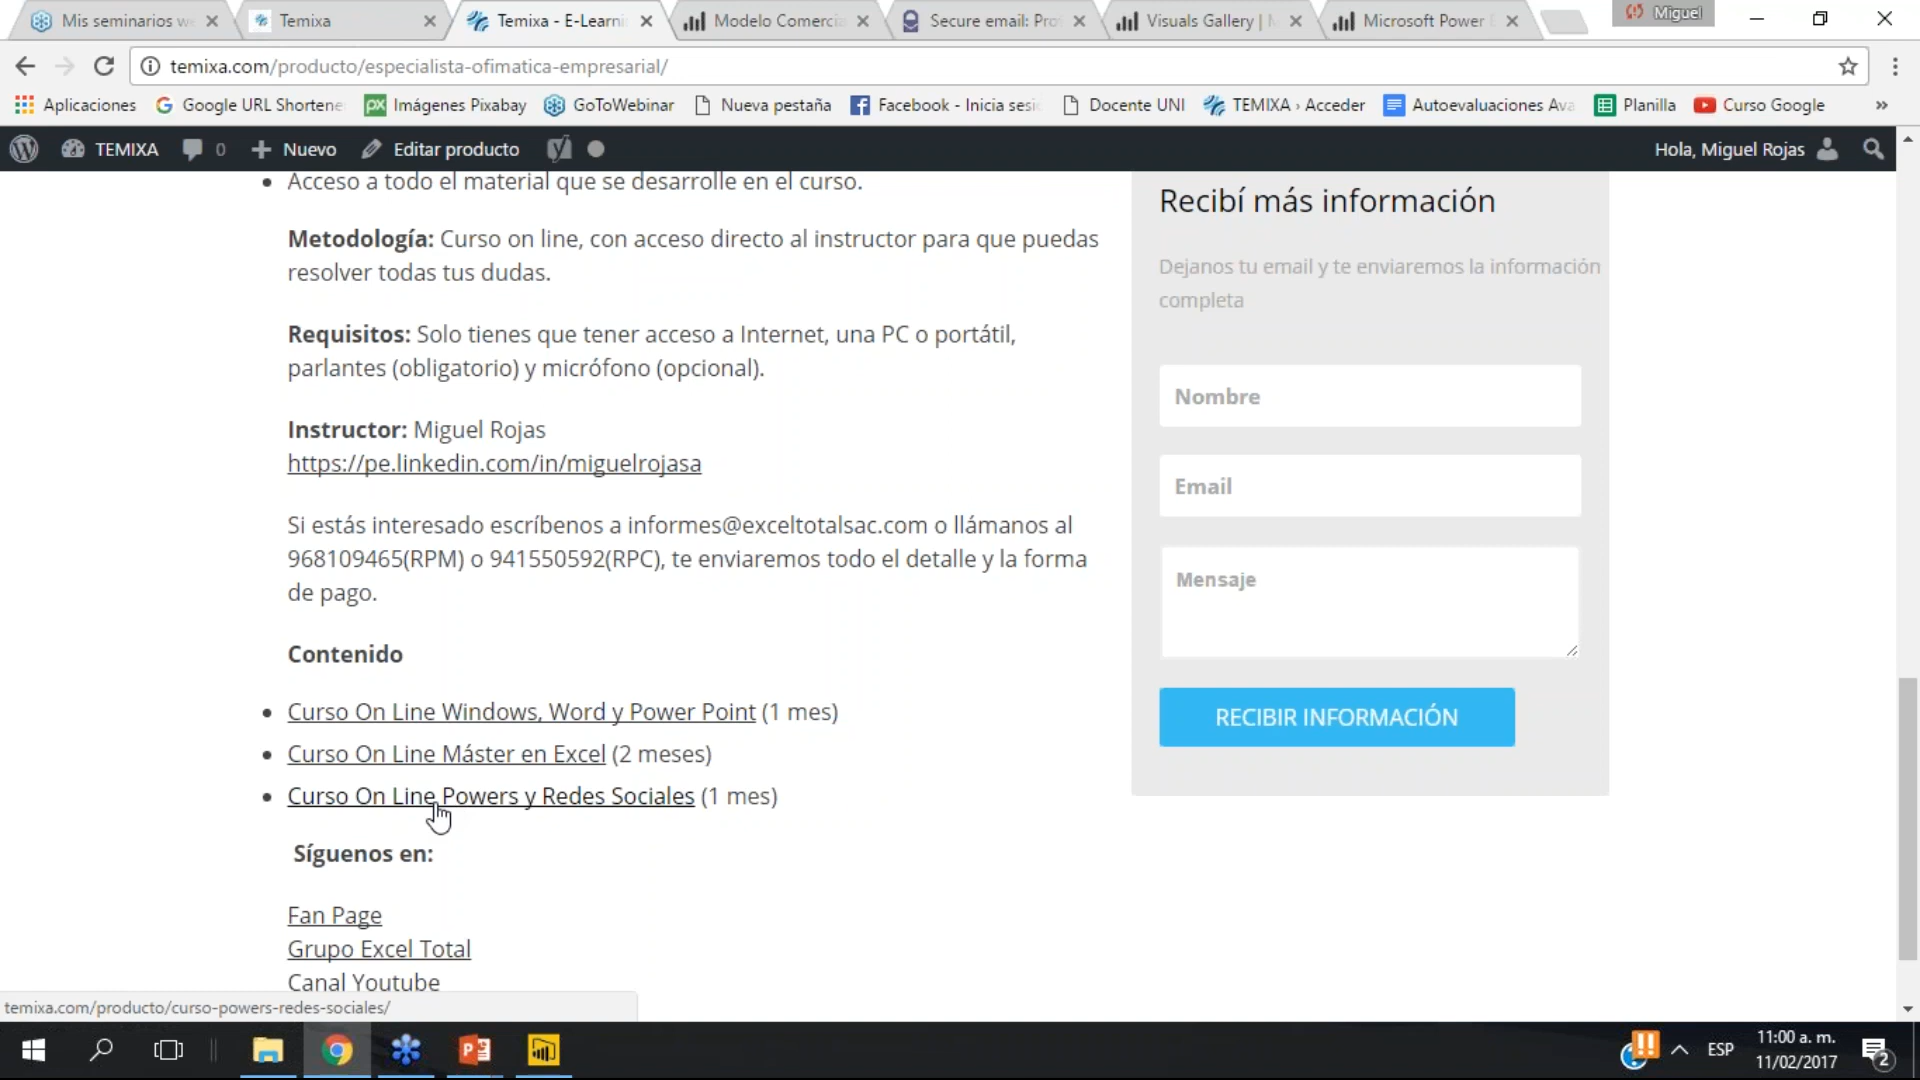 Mis seminarios w
Temixa
Temixa - E-Learni
Modelo Comercia
Secure email: Pro
Visuals Gallery |
Microsoft Power
Miguel
temixa.com/producto/especialista-ofimatica-empresarial/
Aplicaciones
Google URL Shortene
Imágenes Pixabay
GoToWebinar
Nueva pestaña
Facebook - Inicia sesi
Docente UNI
TEMIXA › Acceder
Autoevaluaciones Ava
Planilla
Curso Google
»
TEMIXA
0
Nuevo
Editar producto
Hola, Miguel Rojas
Acceso a todo el material que se desarrolle en el curso.
Metodología: Curso on line, con acceso directo al instructor para que puedas
resolver todas tus dudas.
Requisitos: Solo tienes que tener acceso a Internet, una PC o portátil,
parlantes (obligatorio) y micrófono (opcional).
Instructor: Miguel Rojas
https://pe.linkedin.com/in/miguelrojasa
Si estás interesado escríbenos a informes@exceltotalsac.com o llámanos al
968109465(RPM) o 941550592(RPC), te enviaremos todo el detalle y la forma
de pago.
Contenido
Curso On Line Windows, Word y Power Point (1 mes)
Curso On Line Máster en Excel (2 meses)
Curso On Line Powers y Redes Sociales (1 mes)
Síguenos en:
Fan Page
Grupo Excel Total
Canal Youtube
Recibí más información
Dejanos tu email y te enviaremos la información
completa
Nombre
Email
Mensaje
RECIBIR INFORMACIÓN
temixa.com/producto/curso-powers-redes-sociales/
ESP
11:00 a. m.
11/02/2017
2